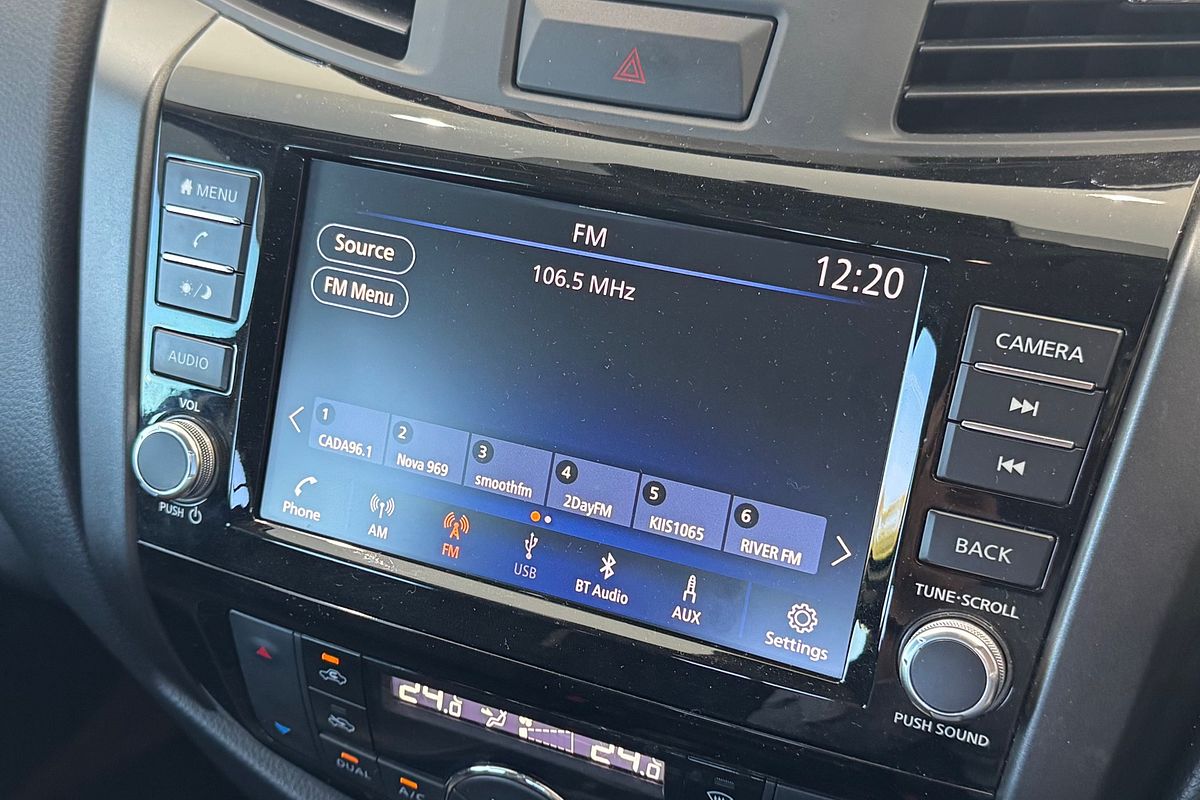 MENU
AUDIO
VOL
PUSH
FM
Source
106.5 MHz
12:20
FM Menu
1
CADA96.1
2
Nova 969
3
smoothfm
4
2DayFM
5
KIIS1065
6
RIVER FM
Phone
AM
FM
USB
BT Audio
AUX
Settings
CAMERA
BACK
TUNE·SCROLL
PUSH SOUND
24.0
24.0
DUAL
A/C